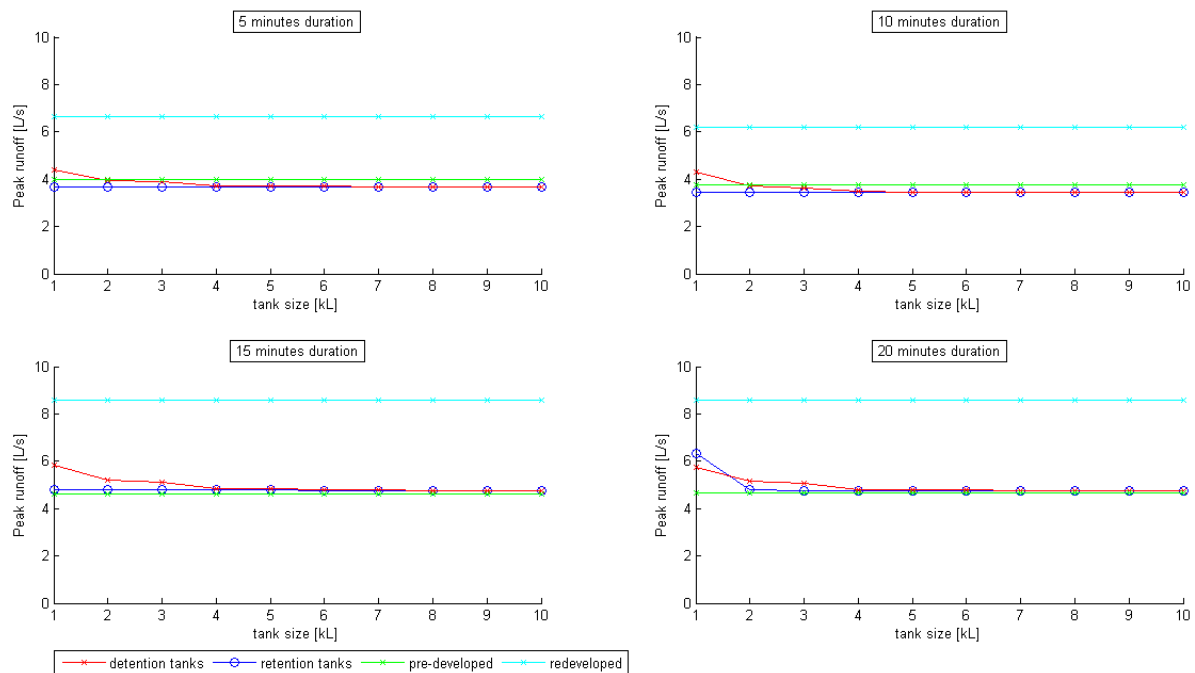 5 minutes duration
10
8
6
4
2
0
Peak runoff [L/s]
1 2 3 4 5 6 7 8 9 10
tank size [kL]
10 minutes duration
10
8
6
4
2
0
Peak runoff [L/s]
1 2 3 4 5 6 7 8 9 10
tank size [kL]
15 minutes duration
10
8
6
4
2
0
Peak runoff [L/s]
1 2 3 4 5 6 7 8 9 10
tank size [kL]
20 minutes duration
10
8
6
4
2
0
Peak runoff [L/s]
1 2 3 4 5 6 7 8 9 10
tank size [kL]
detention tanks retention tanks pre-developed redeveloped